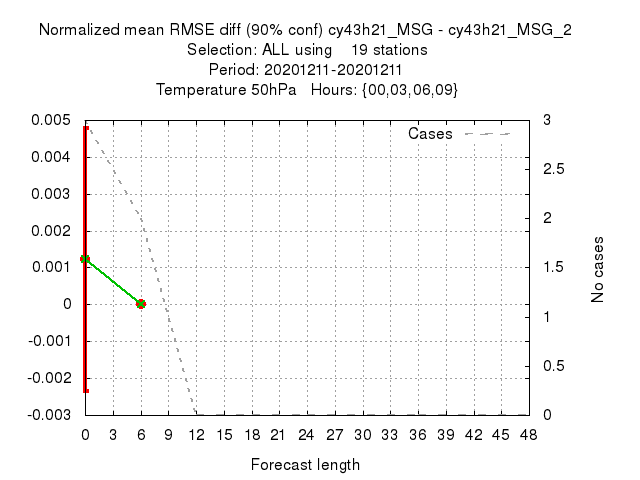 Normalized mean RMSE diff (90% conf) cy43h21_MSG - cy43h21_MSG_2
Selection: ALL using 19 stations
Period: 20201211-20201211
Temperature 50hPa Hours: {00,03,06,09}
Cases
0.005
0.004
0.003
0.002
0.001
0
-0.001
-0.002
-0.003
3
2.5
2
1.5
1
0.5
0
No cases
0 3 6 9 12 15 18 21 24 27 30 33 36 39 42 45 48
Forecast length